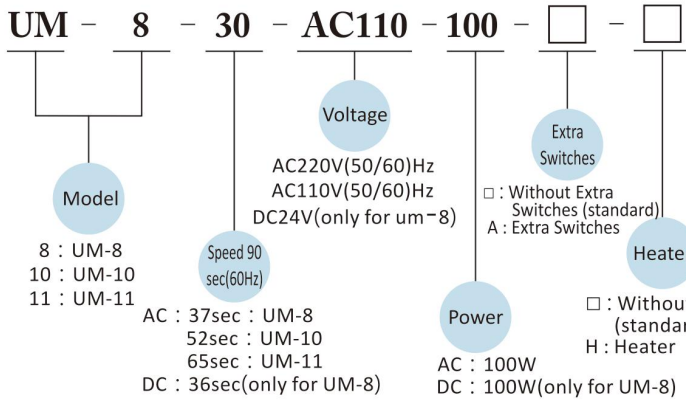 UM - 8 - 30 - AC110 - 100 - □ - □
Model
8 : UM-8
10 : UM-10
11 : UM-11
Speed 90
sec(60Hz)
AC : 37sec : UM-8
52sec : UM-10
65sec : UM-11
DC : 36sec(only for UM-8)
Voltage
AC220V(50/60)Hz
AC110V(50/60)Hz
DC24V(only for um-8)
Power
AC : 100W
DC : 100W(only for UM-8)
Extra
Switches
□ : Without Extra
Switches (standard)
A : Extra Switches
Heate
□ : Withou
(standar
H : Heater